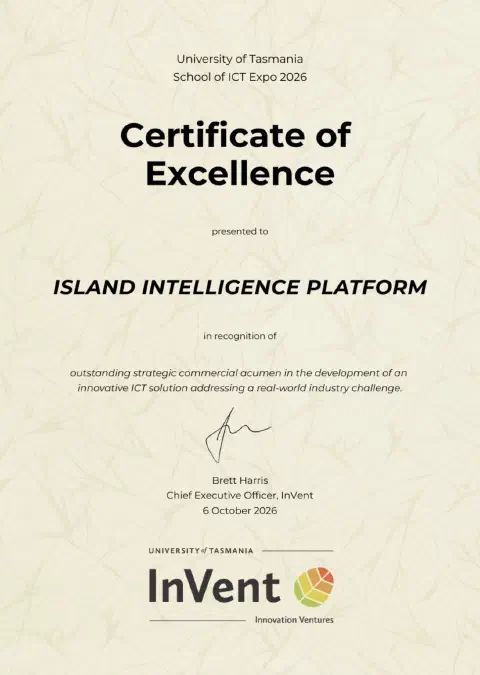 University of Tasmania
School of ICT Expo 2026
Certificate of
Excellence
presented to
ISLAND INTELLIGENCE PLATFORM
in recognition of
outstanding strategic commercial acumen in the development of an
innovative ICT solution addressing a real-world industry challenge.
Brett Harris
Chief Executive Officer, InVent
6 October 2026
UNIVERSITY of TASMANIA
InVent
Innovation Ventures